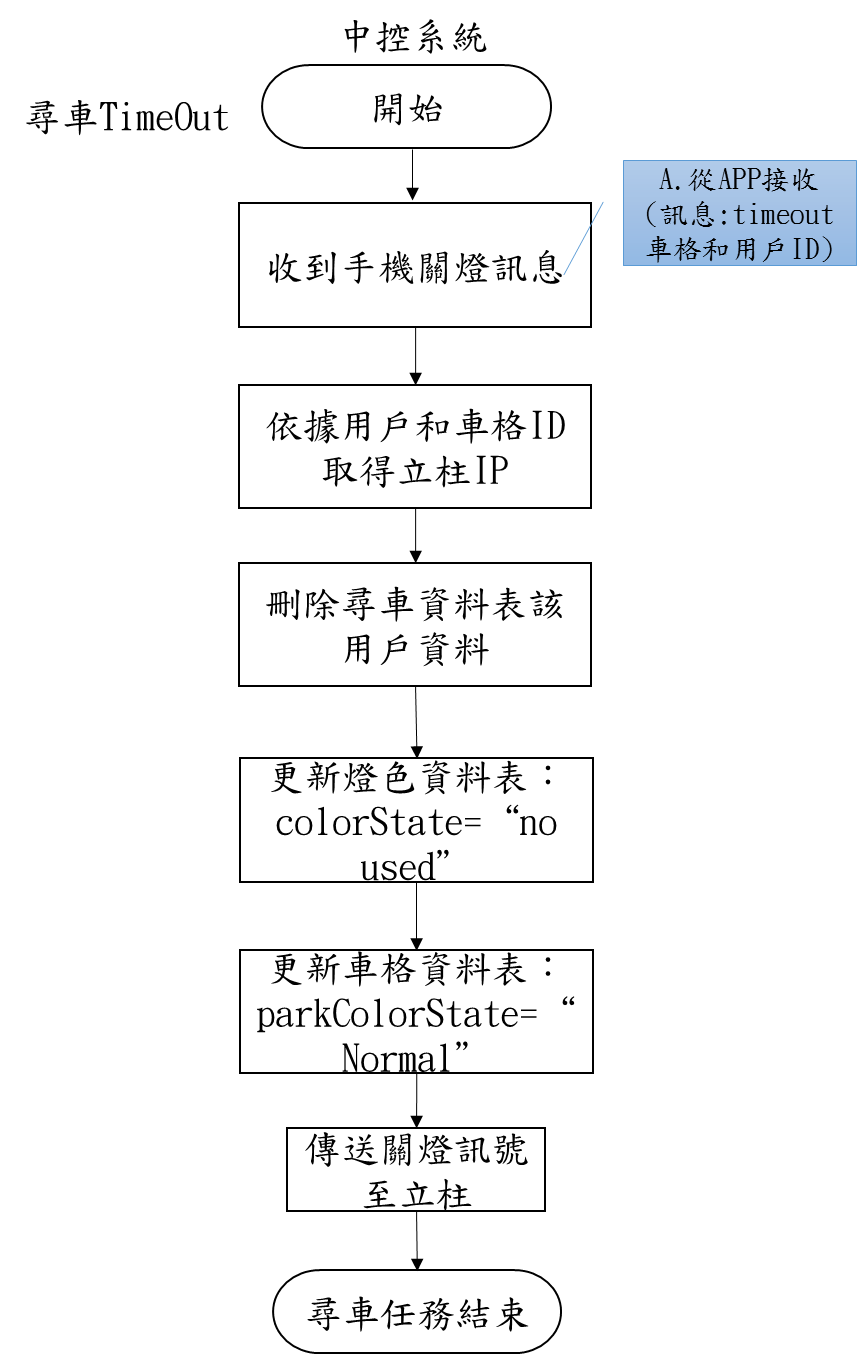 中控系統
尋車TimeOut
開始
A.從APP接收
(訊息:timeout
車格和用戶ID)
收到手機關燈訊息
依據用戶和車格ID
取得立柱IP
刪除尋車資料表該
用戶資料
更新燈色資料表：
colorState= “no
used”
更新車格資料表：
parkColorState= “
Normal”
傳送關燈訊號
至立柱
尋車任務結束